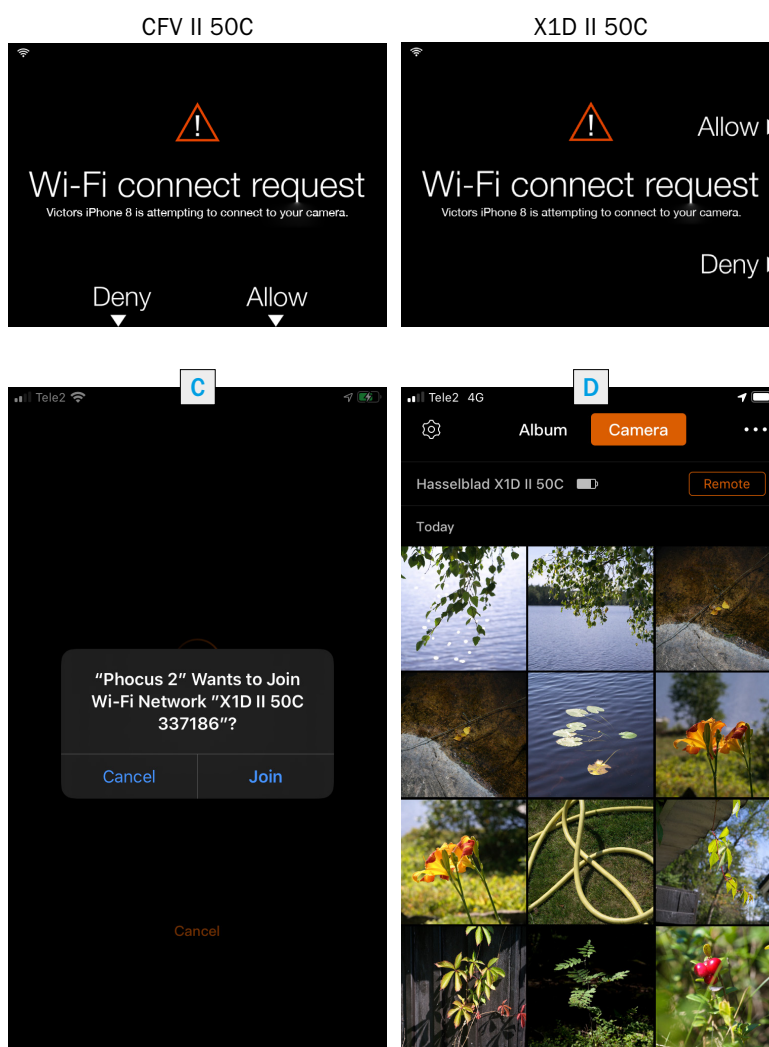 CFV II 50C
X1D II 50C
Wi-Fi connect request
Victors iPhone 8 is attempting to connect to your camera.
Deny
Allow
Allow
Wi-Fi connect request
Victors iPhone 8 is attempting to connect to your camera.
Deny
C
Tele2
“Phocus 2” Wants to Join
Wi-Fi Network ”X1D II 50C
337186”?
Cancel
Join
Cancel
D
Tele2 4G
Album
Camera
Hasselblad X1D II 50C
Remote
Today